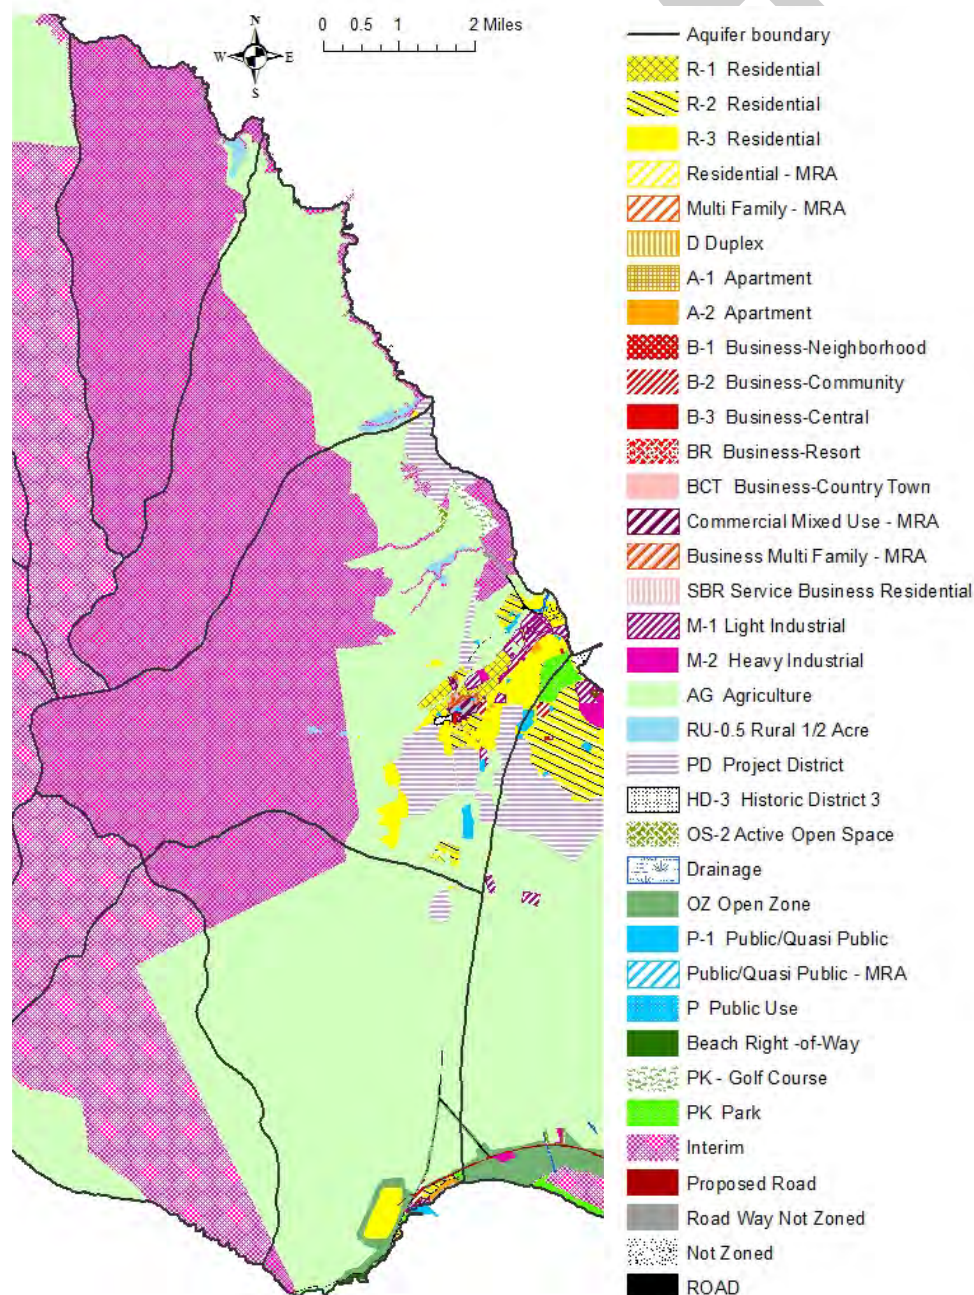 N
W E
S
0 0.5 1 2 Miles
Aquifer boundary
R-1 Residential
R-2 Residential
R-3 Residential
Residential - MRA
Multi Family - MRA
D Duplex
A-1 Apartment
A-2 Apartment
B-1 Business-Neighborhood
B-2 Business-Community
B-3 Business-Central
BR Business-Resort
BCT Business-Country Town
Commercial Mixed Use - MRA
Business Multi Family - MRA
SBR Service Business Residential
M-1 Light Industrial
M-2 Heavy Industrial
AG Agriculture
RU-0.5 Rural 1/2 Acre
PD Project District
HD-3 Historic District 3
OS-2 Active Open Space
Drainage
OZ Open Zone
P-1 Public/Quasi Public
Public/Quasi Public - MRA
P Public Use
Beach Right -of-Way
PK - Golf Course
PK Park
Interim
Proposed Road
Road Way Not Zoned
Not Zoned
ROAD